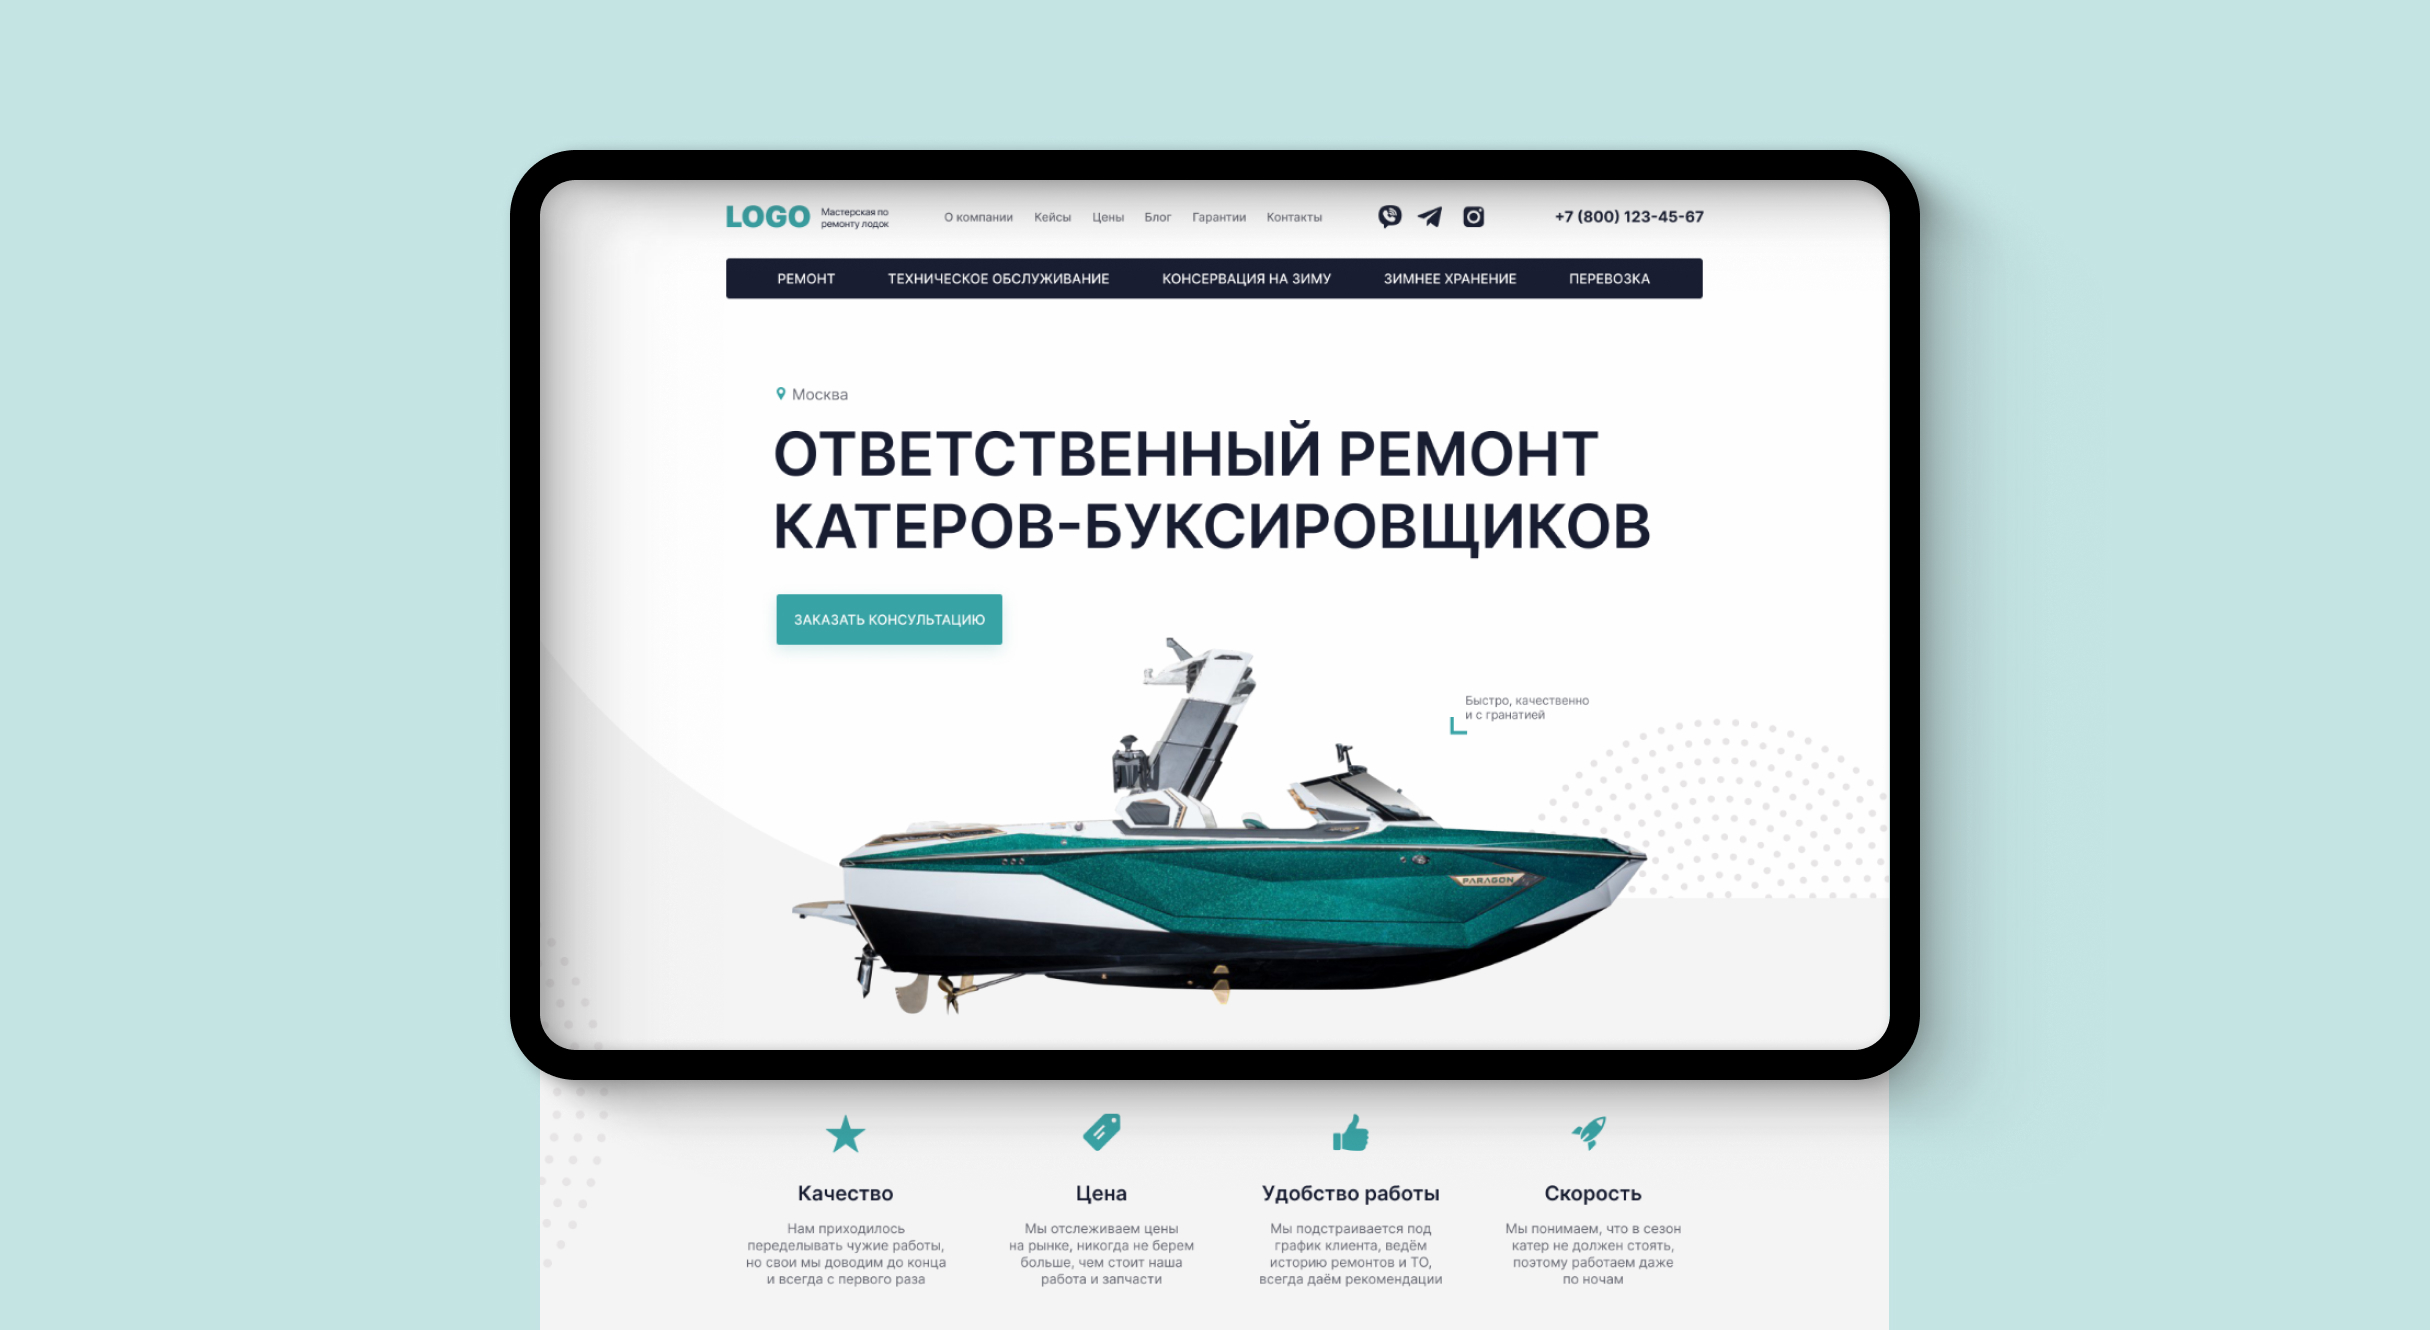 LOGO
Мастерская по
ремонту лодок
О компании Кейсы Цены Блог Гарантии Контакты
+7 (800) 123-45-67
РЕМОНТ ТЕХНИЧЕСКОЕ ОБСЛУЖИВАНИЕ КОНСЕРВАЦИЯ НА ЗИМУ ЗИМНЕЕ ХРАНЕНИЕ ПЕРЕВОЗКА
Москва
ОТВЕТСТВЕННЫЙ РЕМОНТ
КАТЕРОВ-БУКСИРОВЩИКОВ
ЗАКАЗАТЬ КОНСУЛЬТАЦИЮ
Быстро, качественно
и с гранатией
PARAGON
Качество
Нам приходилось
переделывать чужие работы,
но свои мы доводим до конца
и всегда с первого раза
Цена
Мы отслеживаем цены
на рынке, никогда не берем
больше, чем стоит наша
работа и запчасти
Удобство работы
Мы подстраивается под
график клиента, ведём
историю ремонтов и ТО,
всегда даём рекомендации
Скорость
Мы понимаем, что в сезон
катер не должен стоять,
поэтому работаем даже
по ночам